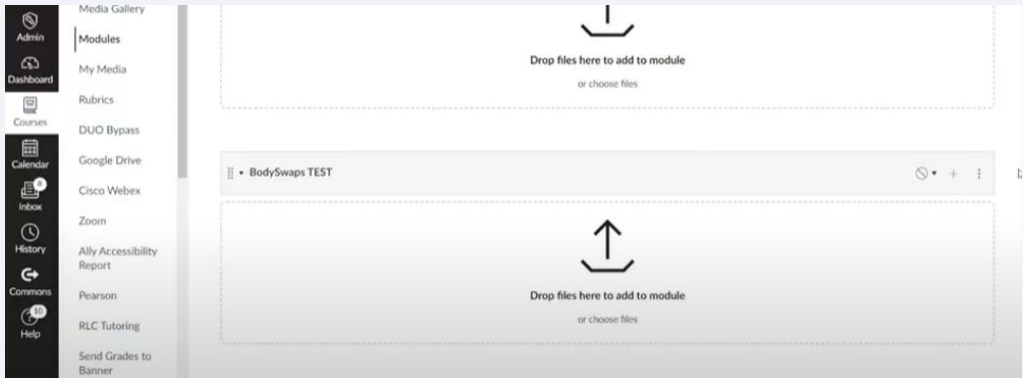 Admin
Dashboard
Courses
Calendar
8
Inbox
History
Commons
10
Help
Media Gallery
Modules
My Media
Rubrics
DUO Bypass
Google Drive
Cisco Webex
Zoom
Ally Accessibility
Report
Pearson
RLC Tutoring
Send Grades to
Banner
Drop files here to add to module
or choose files
BodySwaps TEST
Drop files here to add to module
or choose files